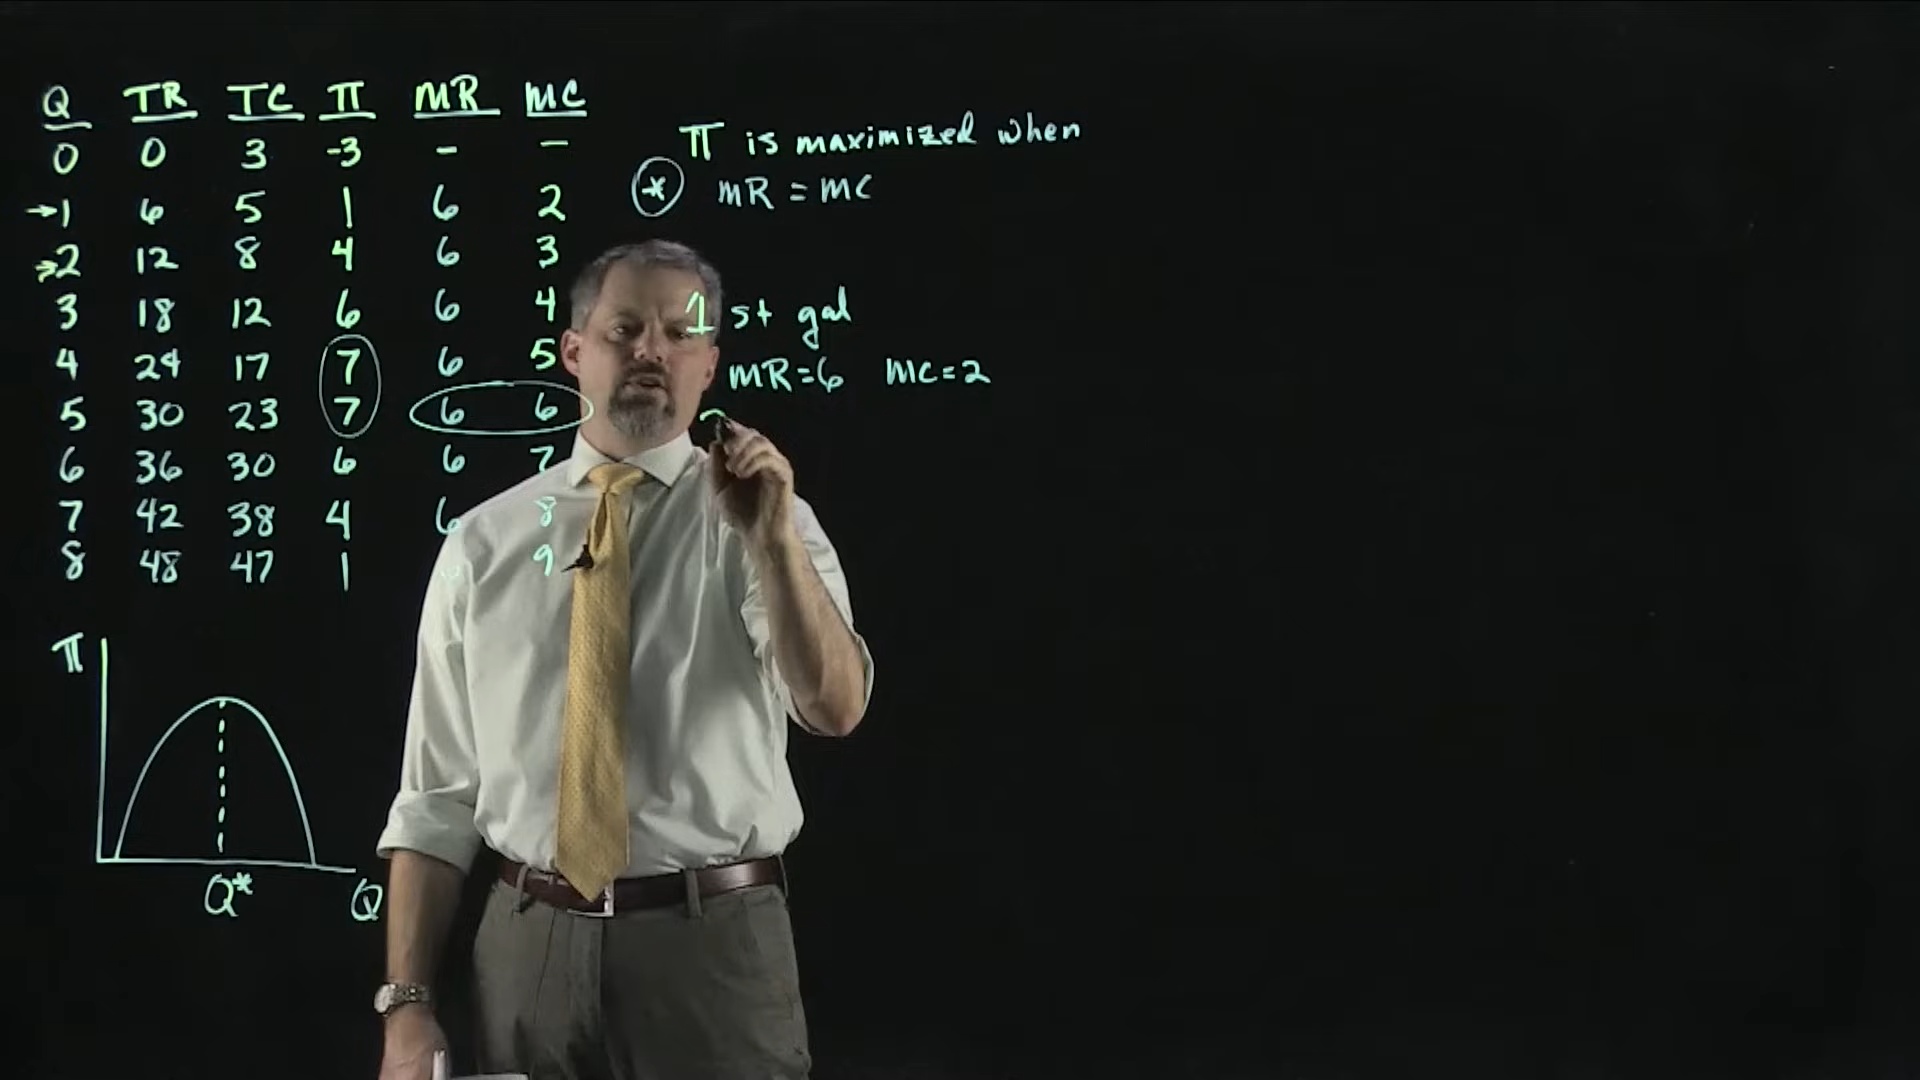 Q TR TC π MR MC
0 0 3 -3 - -
→1 6 5 1 6 2
→2 12 8 4 6 3
3 18 12 6 6 4
4 24 17 7 6 5
5 30 23 7 6 6
6 36 30 6 6 7
7 42 38 4 6 8
8 48 47 1 9
π is maximized when
* MR = MC
1st gal
MR=6 MC=2
π
Q* Q